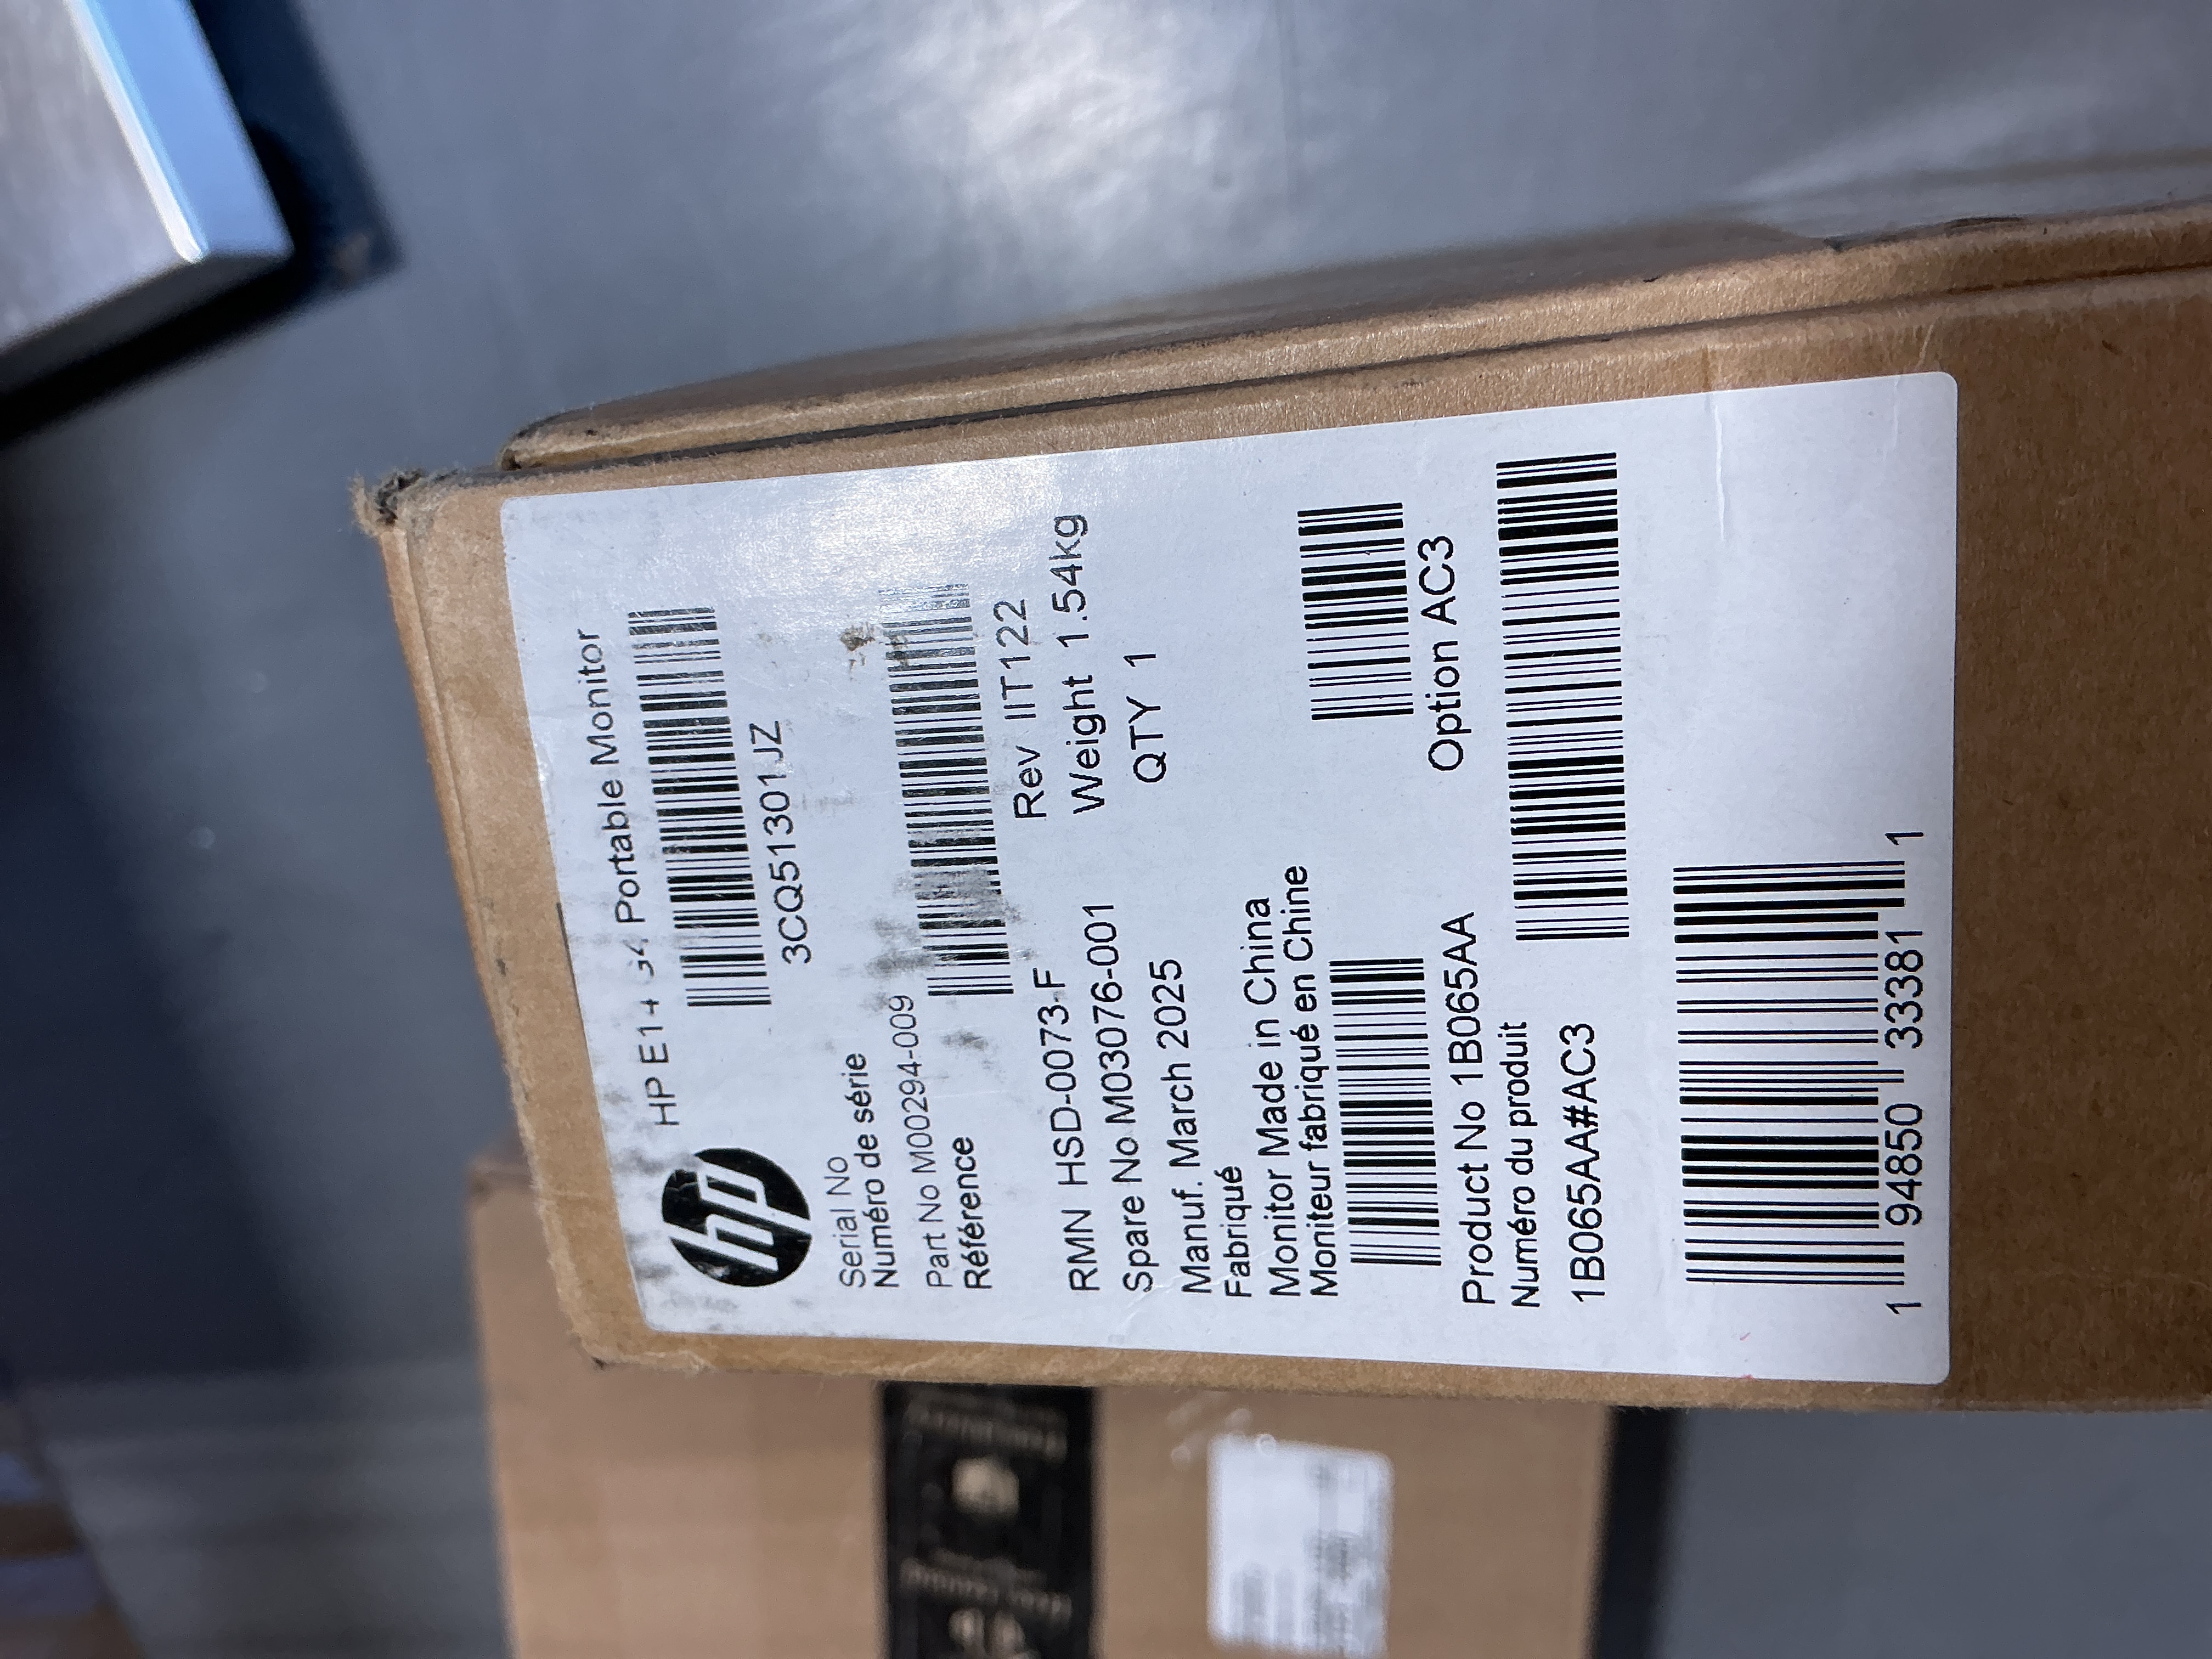 hp
HP E14 Portable Monitor
3CQ51301JZ
Serial No
Numéro de série
Part No M00294-009
Référence
Rev IIT122
RMN HSD-0073-F
Weight 1.54kg
Spare No M03076-001
QTY 1
Manuf. March 2025
Fabriqué
Monitor Made in China
Moniteur fabriqué en Chine
Product No 1B065AA
Option AC3
Numéro du produit
1B065AA#AC3
1 94850 33381 1